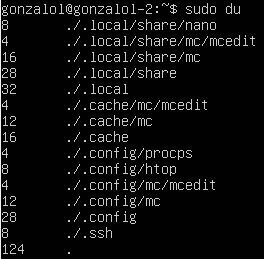 gonzalol@gonzalol-2:~$ sudo du
8 ./.local/share/nano
4 ./.local/share/mc/mcedit
16 ./.local/share/mc
28 ./.local/share
32 ./.local
4 ./.cache/mc/mcedit
12 ./.cache/mc
16 ./.cache
4 ./.config/procps
8 ./.config/htop
4 ./.config/mc/mcedit
12 ./.config/mc
28 ./.config
8 ./.ssh
124 .